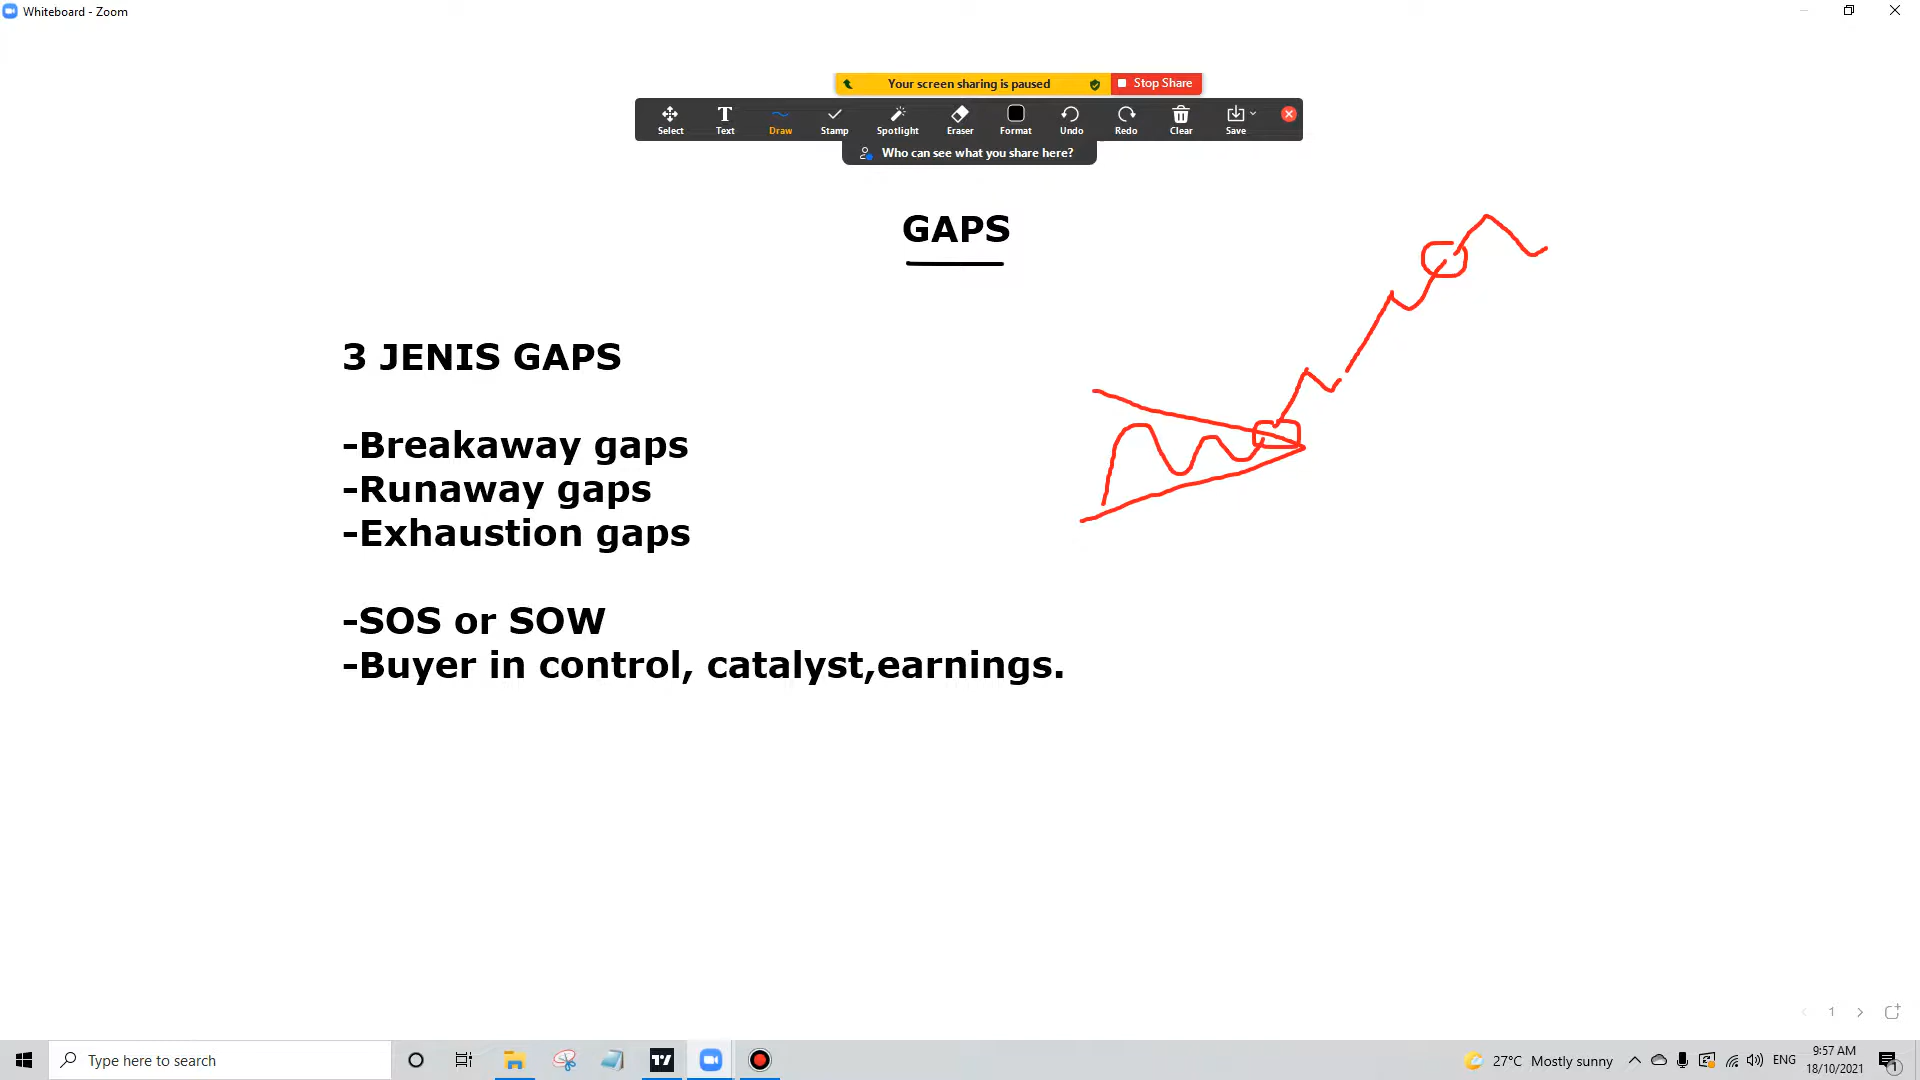 Whiteboard - Zoom
Your screen sharing is paused
Stop Share
Select
Text
Draw
Stamp
Spotlight
Eraser
Format
Undo
Redo
Clear
Save
Who can see what you share here?
GAPS
3 JENIS GAPS
-Breakaway gaps
-Runaway gaps
-Exhaustion gaps
-SOS or SOW
-Buyer in control, catalyst,earnings.
1
Type here to search
27°C Mostly sunny
ENG
9:57 AM
18/10/2021
1